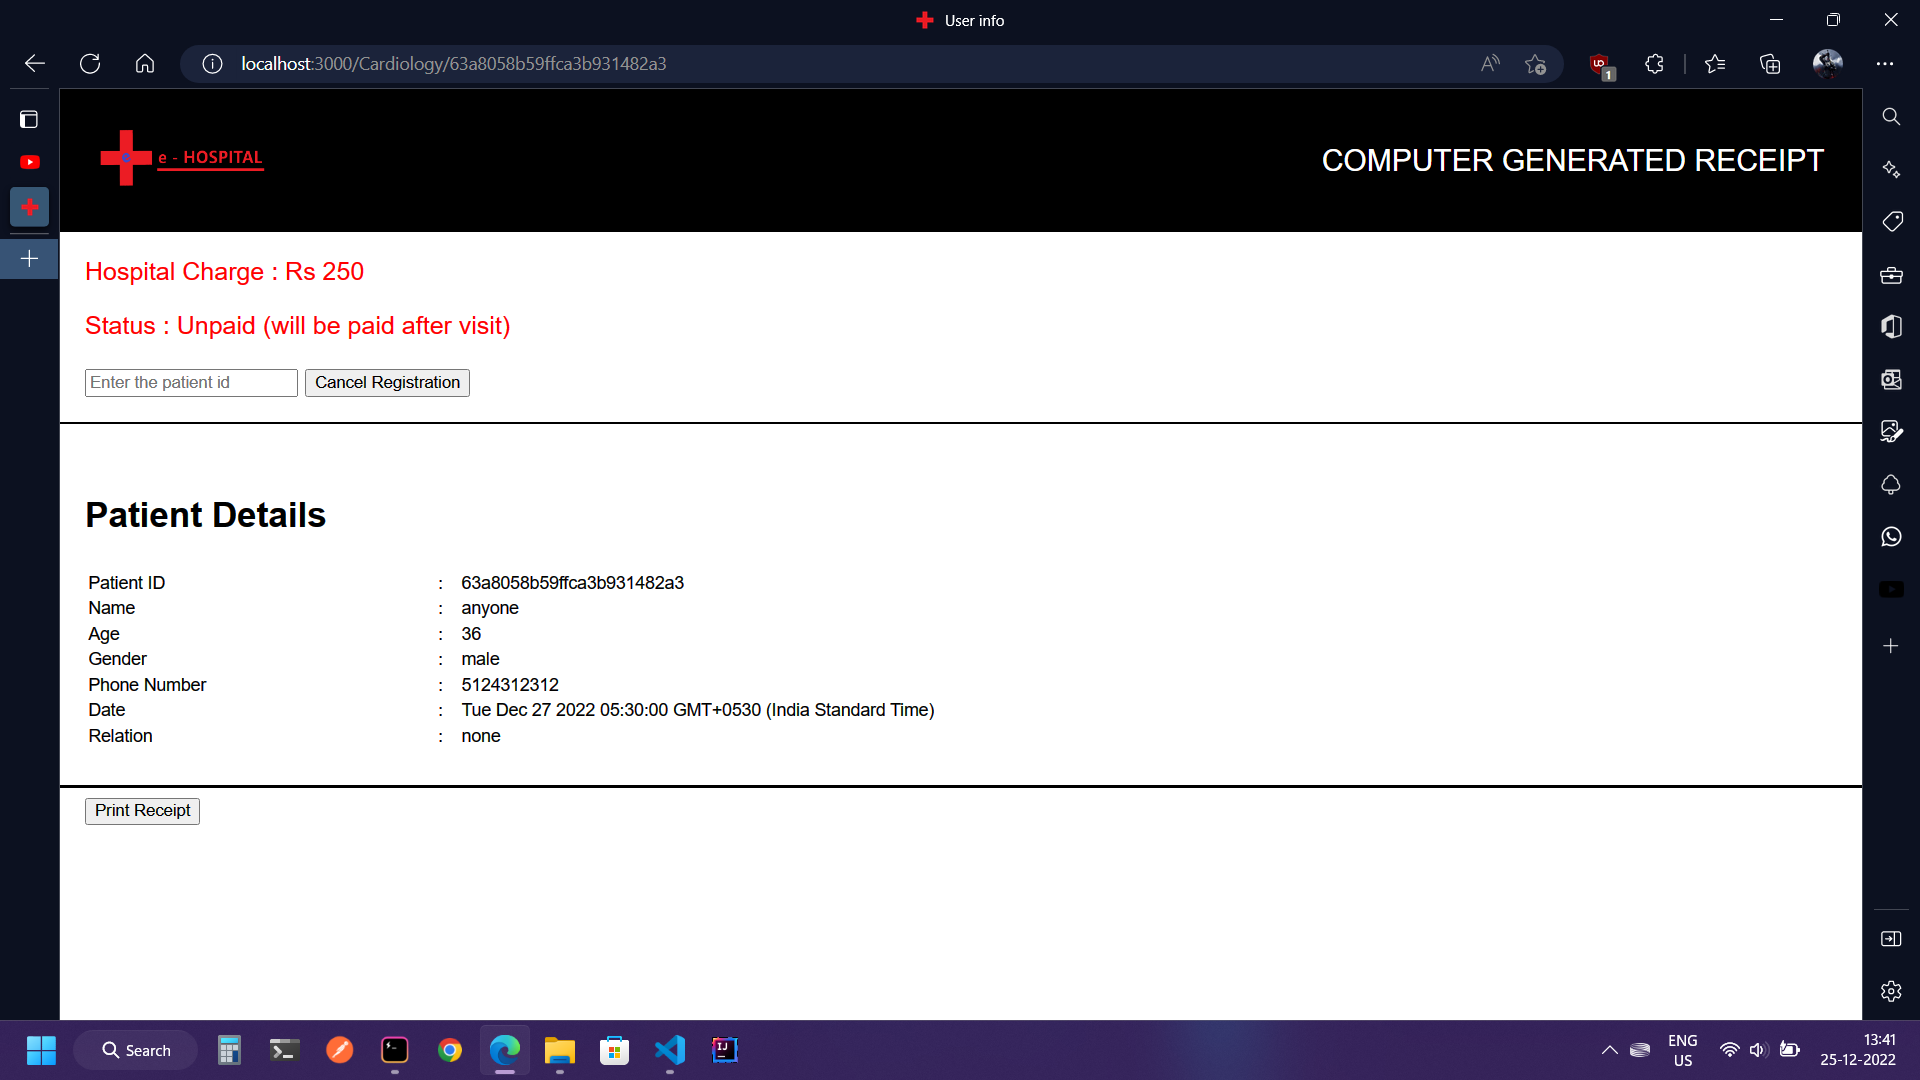 User info
localhost:3000/Cardiology/63a8058b59ffca3b931482a3
1
e - HOSPITAL
COMPUTER GENERATED RECEIPT
Hospital Charge : Rs 250
Status : Unpaid (will be paid after visit)
Enter the patient id Cancel Registration
Patient Details
Patient ID : 63a8058b59ffca3b931482a3
Name : anyone
Age : 36
Gender : male
Phone Number : 5124312312
Date : Tue Dec 27 2022 05:30:00 GMT+0530 (India Standard Time)
Relation : none
Print Receipt
Search
IJ
ENG
US
13:41
25-12-2022